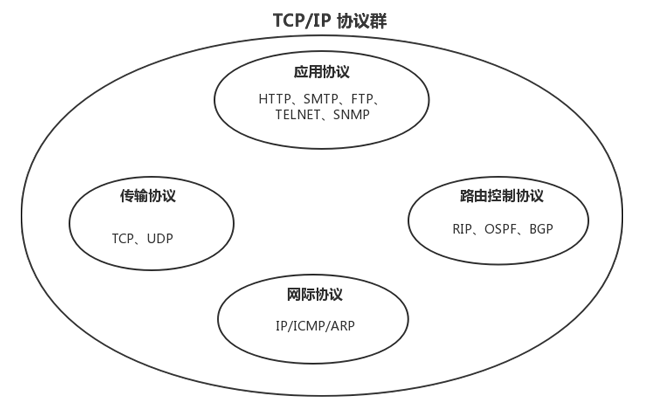 TCP/IP 协议群
应用协议
HTTP、SMTP、FTP、
TELNET、SNMP
传输协议
TCP、UDP
路由控制协议
RIP、OSPF、BGP
网际协议
IP/ICMP/ARP